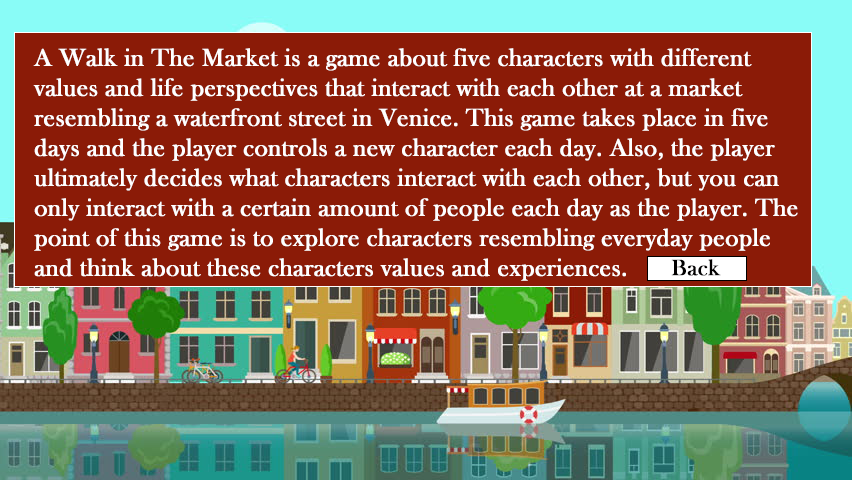 A Walk in The Market is a game about five characters with different
values and life perspectives that interact with each other at a market
resembling a waterfront street in Venice. This game takes place in five
days and the player controls a new character each day. Also, the player
ultimately decides what characters interact with each other, but you can
only interact with a certain amount of people each day as the player. The
point of this game is to explore characters resembling everyday people
and think about these characters values and experiences.
Back